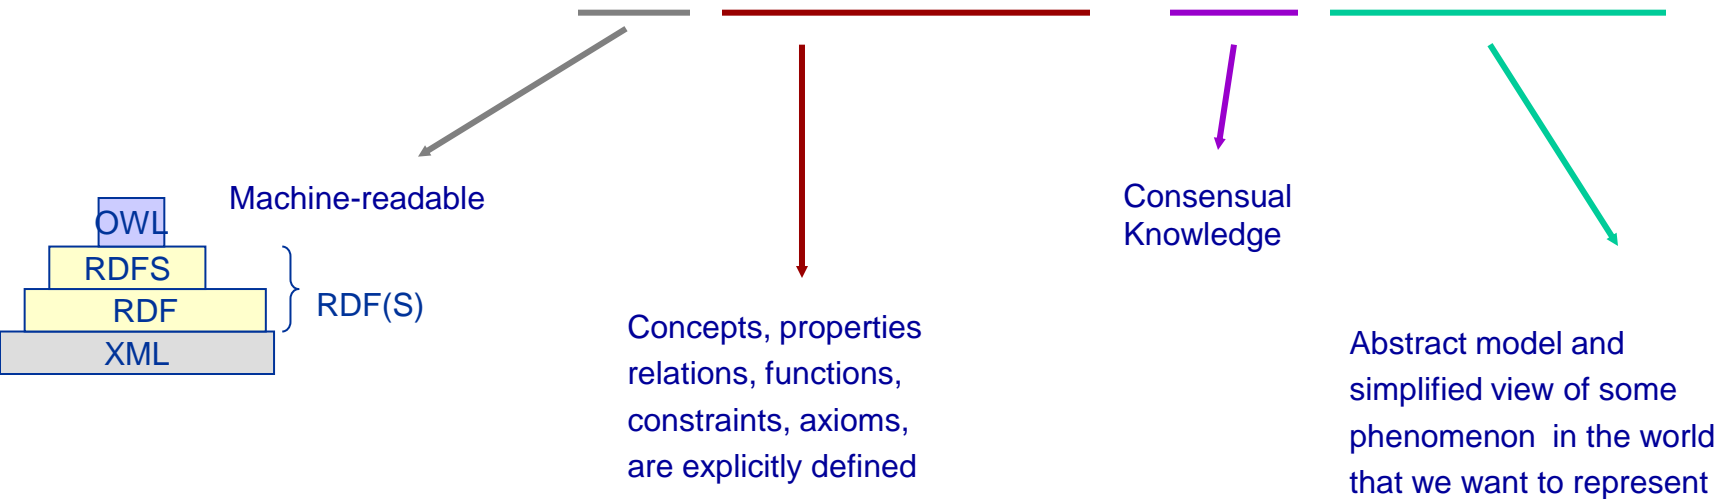 Machine-readable
OWL
RDFS
RDF
XML
RDF(S)
Concepts, properties
relations, functions,
constraints, axioms,
are explicitly defined
Consensual
Knowledge
Abstract model and
simplified view of some
phenomenon in the world
that we want to represent